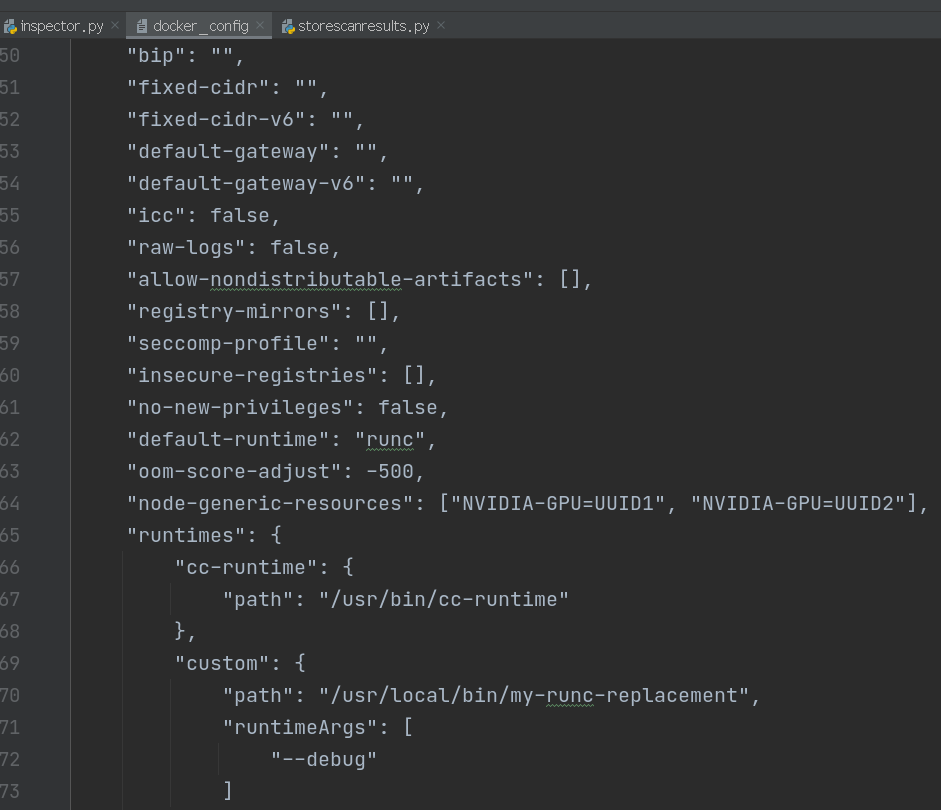 inspector.py docker_config storescanresults.py
50 "bip": "",
51 "fixed-cidr": "",
52 "fixed-cidr-v6": "",
53 "default-gateway": "",
54 "default-gateway-v6": "",
55 "icc": false,
56 "raw-logs": false,
57 "allow-nondistributable-artifacts": [],
58 "registry-mirrors": [],
59 "seccomp-profile": "",
60 "insecure-registries": [],
61 "no-new-privileges": false,
62 "default-runtime": "runc",
63 "oom-score-adjust": -500,
64 "node-generic-resources": ["NVIDIA-GPU=UUID1", "NVIDIA-GPU=UUID2"],
65 "runtimes": {
66 "cc-runtime": {
67 "path": "/usr/bin/cc-runtime"
68 },
69 "custom": {
70 "path": "/usr/local/bin/my-runc-replacement",
71 "runtimeArgs": [
72 "--debug"
73 ]